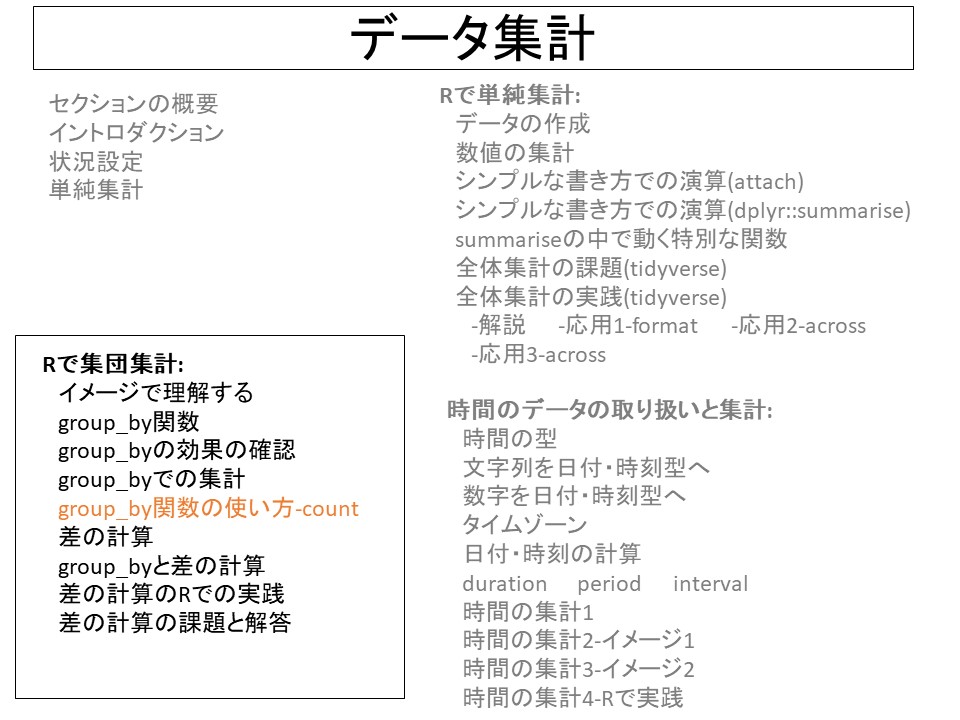 データ集計
セクションの概要
イントロダクション
状況設定
単純集計
Rで単純集計:
データの作成
数値の集計
シンプルな書き方での演算(attach)
シンプルな書き方での演算(dplyr::summarise)
summariseの中で動く特別な関数
全体集計の課題(tidyverse)
全体集計の実践(tidyverse)
-解説 -応用1-format -応用2-across
-応用3-across
Rで集団集計:
イメージで理解する
group_by関数
group_byの効果の確認
group_byでの集計
group_by関数の使い方-count
差の計算
group_byと差の計算
差の計算のRでの実践
差の計算の課題と解答
時間のデータの取り扱いと集計:
時間の型
文字列を日付・時刻型へ
数字を日付・時刻型へ
タイムゾーン
日付・時刻の計算
duration period interval
時間の集計1
時間の集計2-イメージ1
時間の集計3-イメージ2
時間の集計4-Rで実践